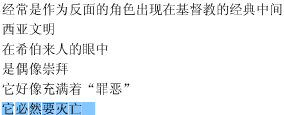 经常是作为反面的角色出现在基督教的经典中间
西亚文明
在希伯来人的眼中
是偶像崇拜
它好像充满着“罪恶”
它必然要灭亡